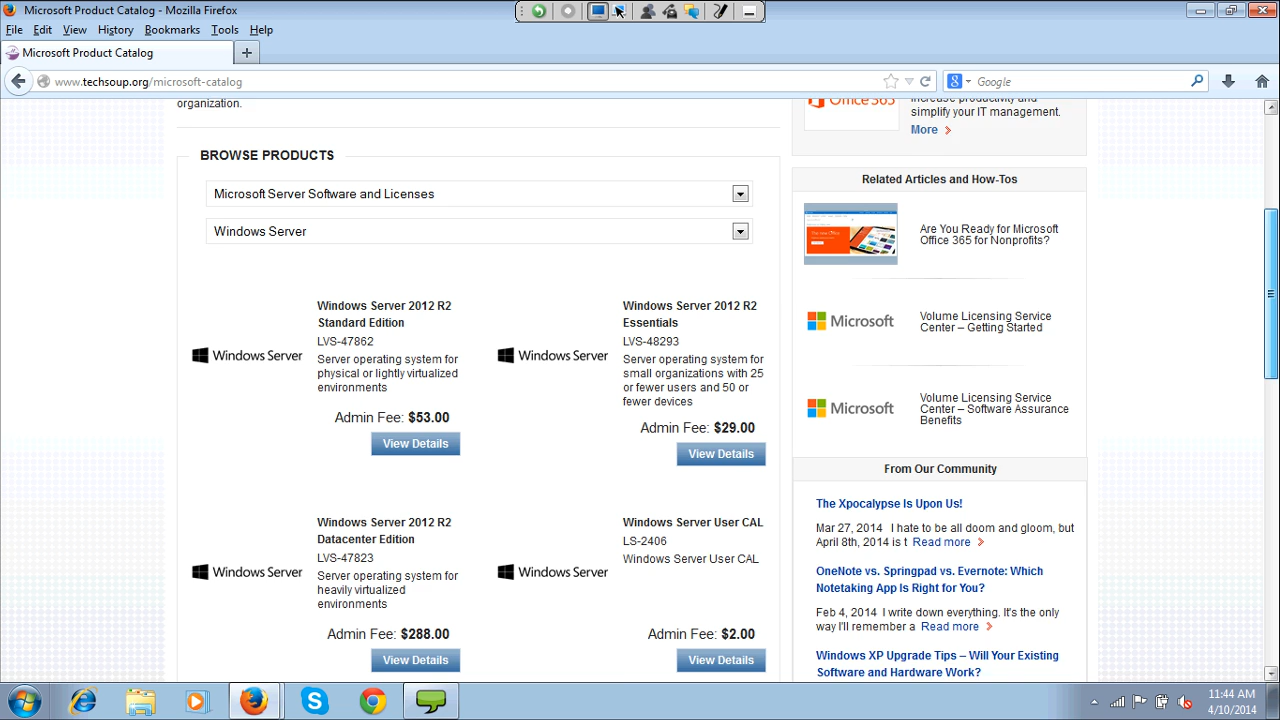 Microsoft Product Catalog - Mozilla Firefox
File Edit View History Bookmarks Tools Help
Microsoft Product Catalog
www.techsoup.org/microsoft-catalog
Google
organization.
BROWSE PRODUCTS
Microsoft Server Software and Licenses
Windows Server
Windows Server
Windows Server 2012 R2
Standard Edition
LVS-47862
Server operating system for
physical or lightly virtualized
environments
Admin Fee: $53.00
View Details
Windows Server
Windows Server 2012 R2
Essentials
LVS-48293
Server operating system for
small organizations with 25
or fewer users and 50 or
fewer devices
Admin Fee: $29.00
View Details
Windows Server
Windows Server 2012 R2
Datacenter Edition
LVS-47823
Server operating system for
heavily virtualized
environments
Admin Fee: $288.00
View Details
Windows Server
Windows Server User CAL
LS-2406
Windows Server User CAL
Admin Fee: $2.00
View Details
Office 365
increase productivity and
simplify your IT management.
More
Related Articles and How-Tos
Are You Ready for Microsoft
Office 365 for Nonprofits?
Microsoft
Volume Licensing Service
Center – Getting Started
Microsoft
Volume Licensing Service
Center – Software Assurance
Benefits
From Our Community
The Xpocalypse Is Upon Us!
Mar 27, 2014 I hate to be all doom and gloom, but
April 8th, 2014 is t Read more
OneNote vs. Springpad vs. Evernote: Which
Notetaking App Is Right for You?
Feb 4, 2014 I write down everything. It's the only
way I'll remember a Read more
Windows XP Upgrade Tips – Will Your Existing
Software and Hardware Work?
11:44 AM
4/10/2014